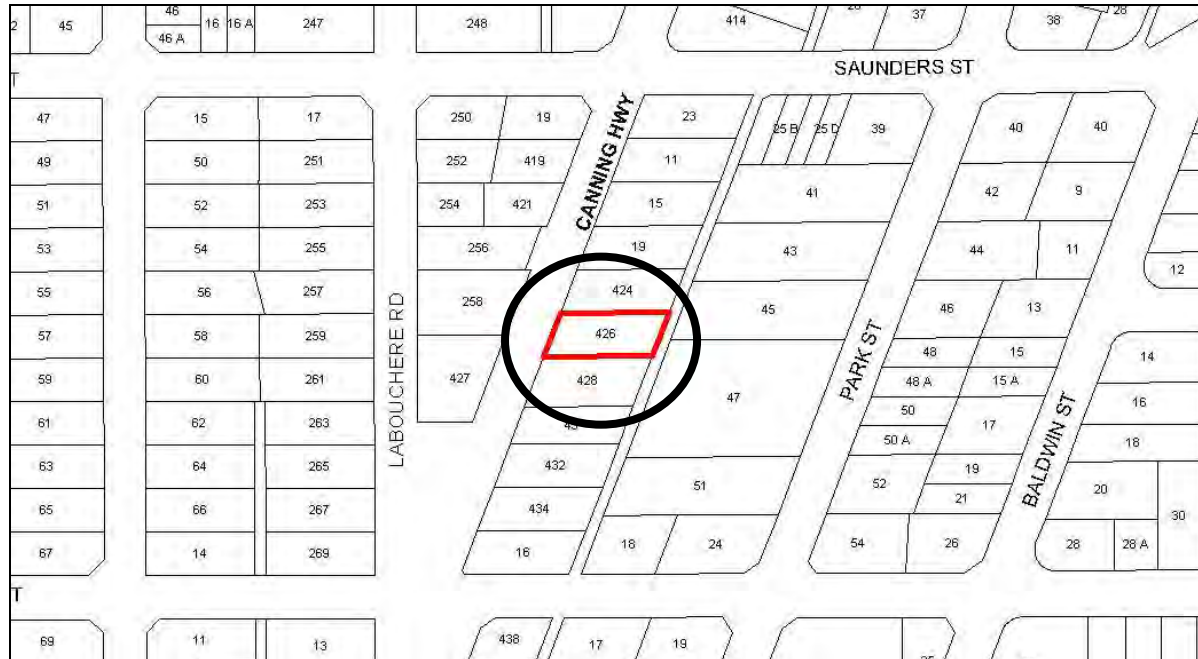 2 45 46 16 16 A 247 248 414 37 38 28
46 A
SAUNDERS ST
T
47 15 17 250 19 23 25 B 25 D 39 40 40
49 50 251 252 419 11
51 52 253 254 421 15 41 42 9
CANNING HWY
53 54 255 256 19 43 44 11
12
55 56 257 258 424 45 46 13
57 58 259 426 48 15 14
LABOUCHERE RD
PARK ST
59 60 261 427 428 47 48 A 15 A 16
61 62 263 50 17 18
50 A
BALDWIN ST
63 64 265 432 51 52 19 20 30
65 66 267 434 21
67 14 269 16 18 24 54 26 28 28 A
T
69 11 13 438 17 19